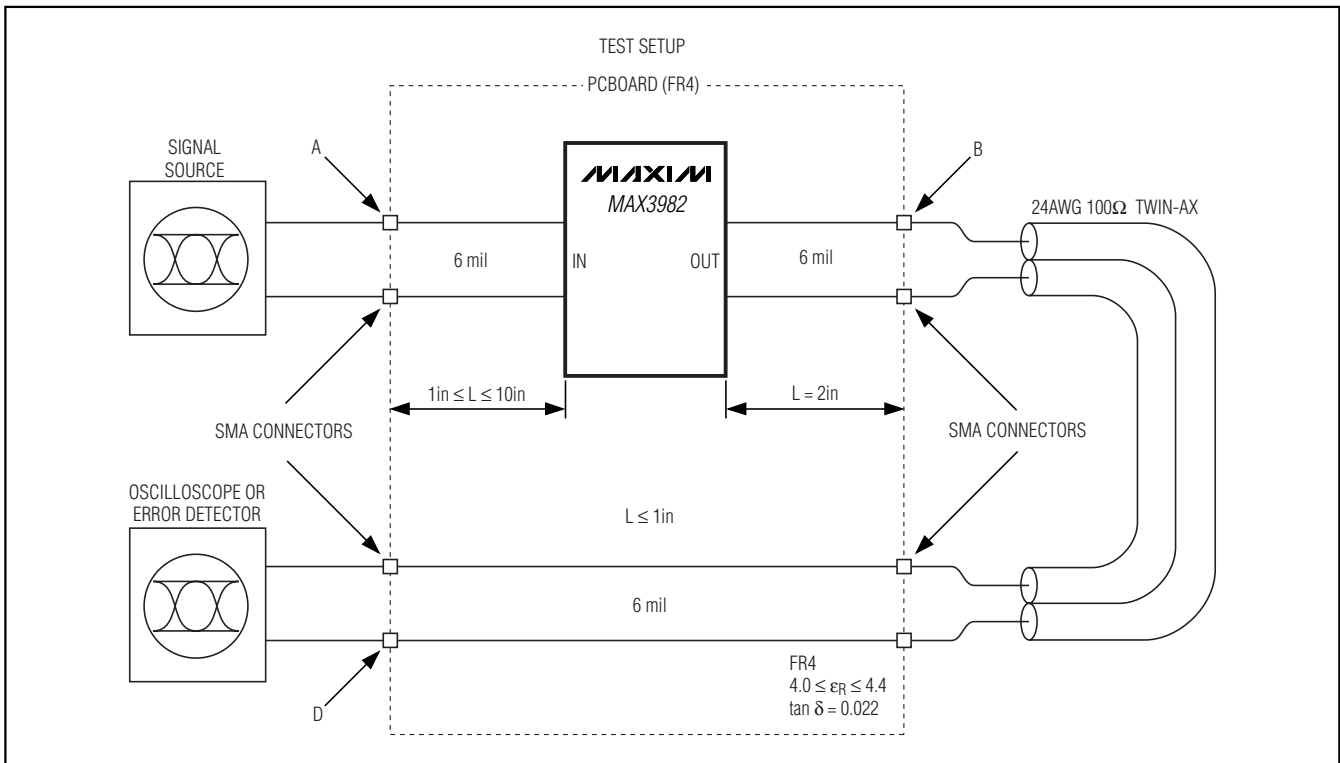 TEST SETUP
PCBOARD (FR4)
SIGNAL
SOURCE
A
B
MAXIM
MAX3982
24AWG 100Ω TWIN-AX
6 mil
IN
OUT
6 mil
1in ≤ L ≤ 10in
L = 2in
SMA CONNECTORS
SMA CONNECTORS
OSCILLOSCOPE OR
ERROR DETECTOR
L ≤ 1in
6 mil
FR4
4.0 ≤ εR ≤ 4.4
tan δ = 0.022
D